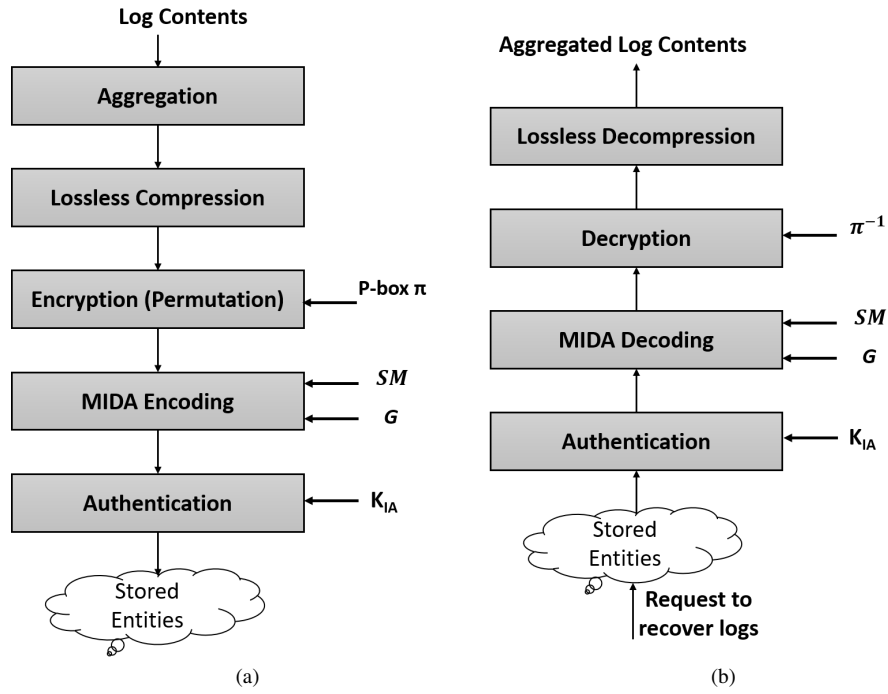 Log Contents
Aggregation
Lossless Compression
Encryption (Permutation)
P-box π
MIDA Encoding
SM
G
Authentication
K_IA
Stored
Entities
(a)
Aggregated Log Contents
Lossless Decompression
Decryption
π⁻¹
MIDA Decoding
SM
G
Authentication
K_IA
Stored
Entities
Request to
recover logs
(b)